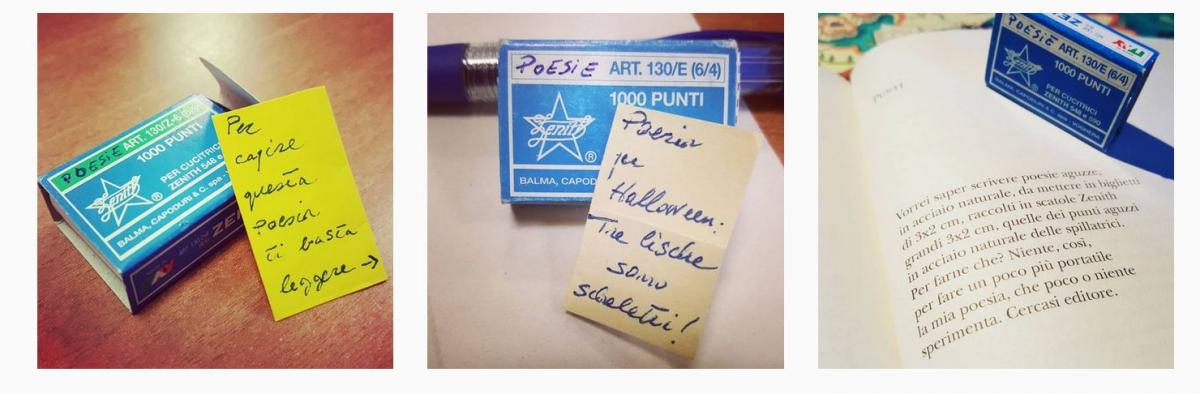 POESIE ART. 130/Z-6
1000 PUNTI
PER CUCITRICI
ZENITH 548 e
Zenith
BALMA, CAPODURI & C. spa
Per
capire
questa
poesia
ti basta
leggere →
POESIE ART. 130/E (6/4)
1000 PUNTI
Zenith
®
BALMA, CAPOD
Poesia
per
Halloween:
Tre lische
sono
scheletri!
POESIE ART. 130/E (6/4)
1000 PUNTI
PER CUCITRICI
ZENITH 548 e 590
Zenith
BALMA, CAPODURI & C. spa - VOGHERA
PUNTI
Vorrei saper scrivere poesie aguzze,
in acciaio naturale, da mettere in biglietti
di 3x2 cm, raccolti in scatole Zenith
grandi 3x2 cm, quelle dei punti aguzzi
in acciaio naturale delle spillatrici.
Per farne che? Niente, così,
per fare un poco più portatile
la mia poesia, che poco o niente
sperimenta. Cercasi editore.